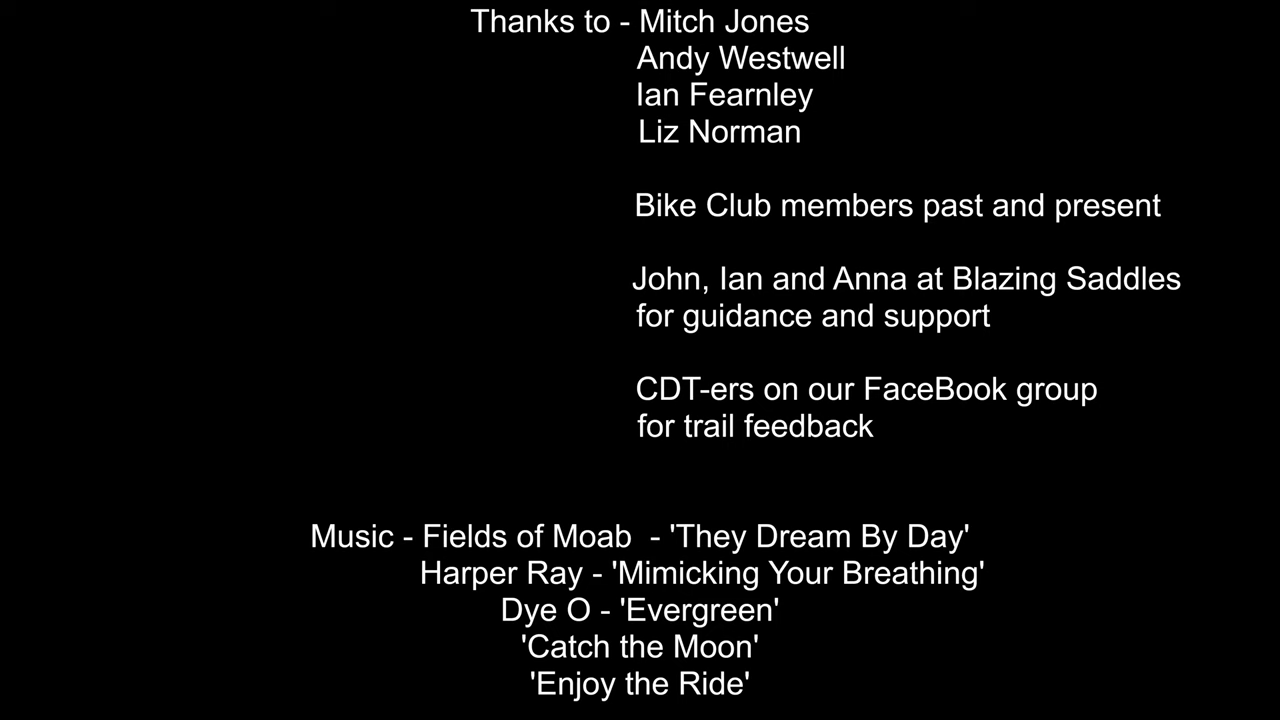 Thanks to - Mitch Jones
Andy Westwell
Ian Fearnley
Liz Norman
Bike Club members past and present
John, Ian and Anna at Blazing Saddles
for guidance and support
CDT-ers on our FaceBook group
for trail feedback
Music - Fields of Moab - 'They Dream By Day'
Harper Ray - 'Mimicking Your Breathing'
Dye O - 'Evergreen'
'Catch the Moon'
'Enjoy the Ride'